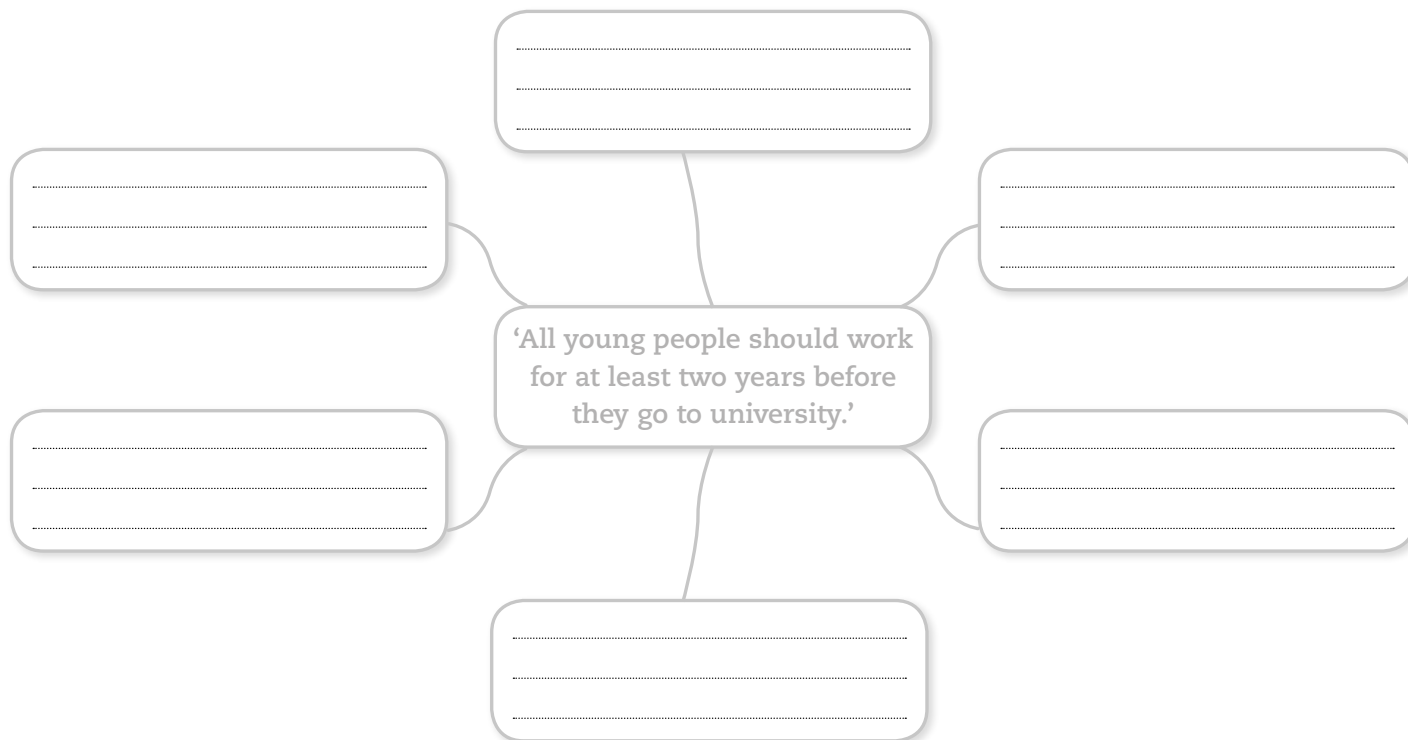 ‘All young people should work
for at least two years before
they go to university.’